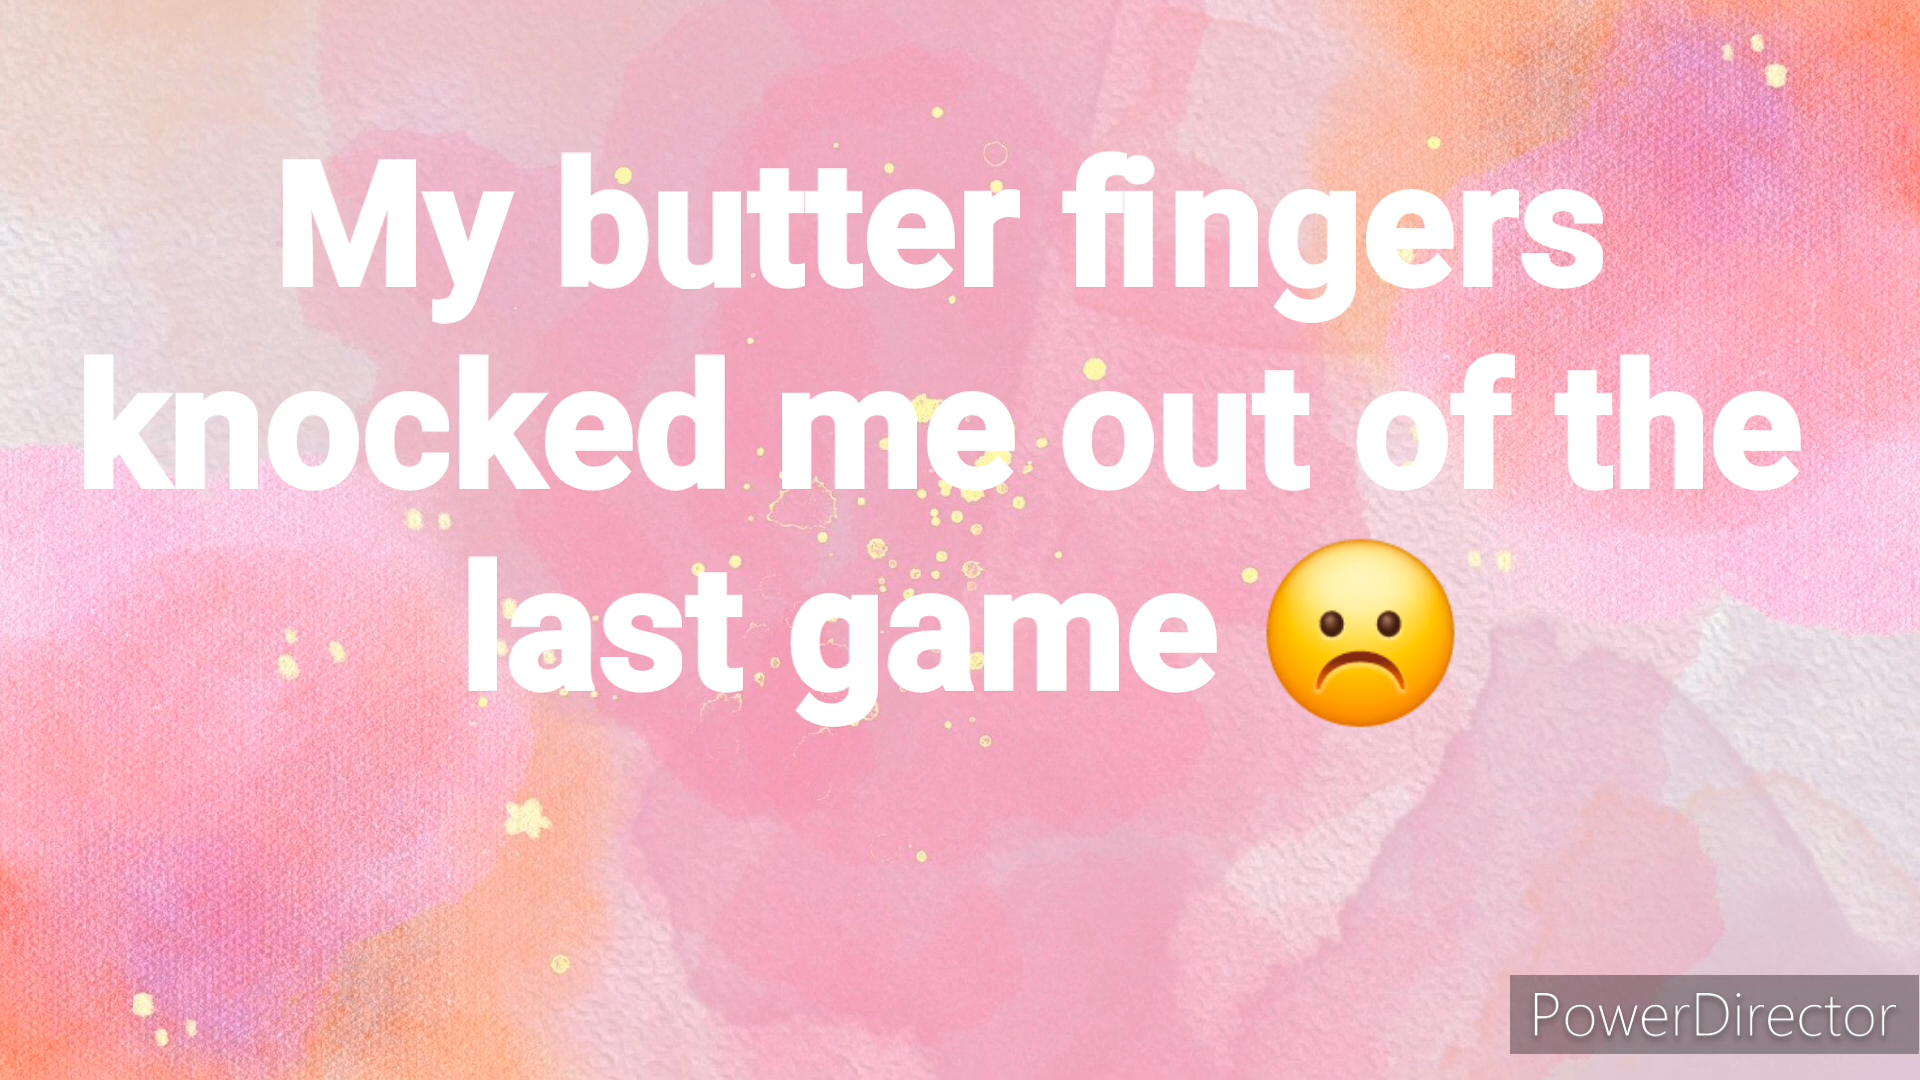 My butter fingers
knocked me out of the
last game ☹️
PowerDirector